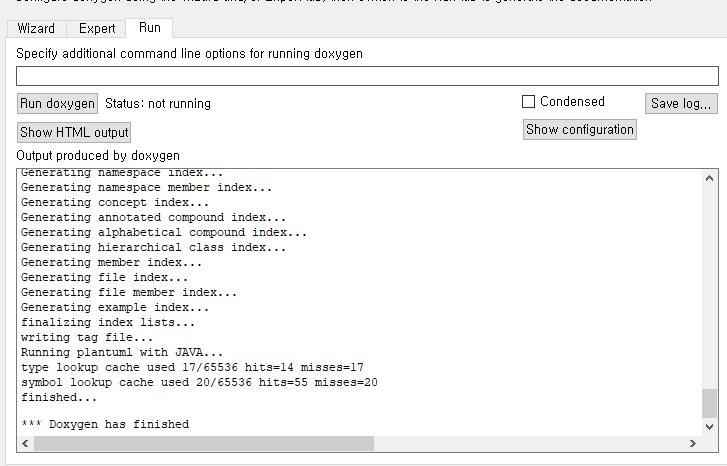 Wizard Expert Run
Specify additional command line options for running doxygen
Run doxygen Status: not running Condensed Save log...
Show HTML output Show configuration
Output produced by doxygen
Generating namespace index...
Generating namespace member index...
Generating concept index...
Generating annotated compound index...
Generating alphabetical compound index...
Generating hierarchical class index...
Generating member index...
Generating file index...
Generating file member index...
Generating example index...
finalizing index lists...
writing tag file...
Running plantuml with JAVA...
type lookup cache used 17/65536 hits=14 misses=17
symbol lookup cache used 20/65536 hits=55 misses=20
finished...
*** Doxygen has finished